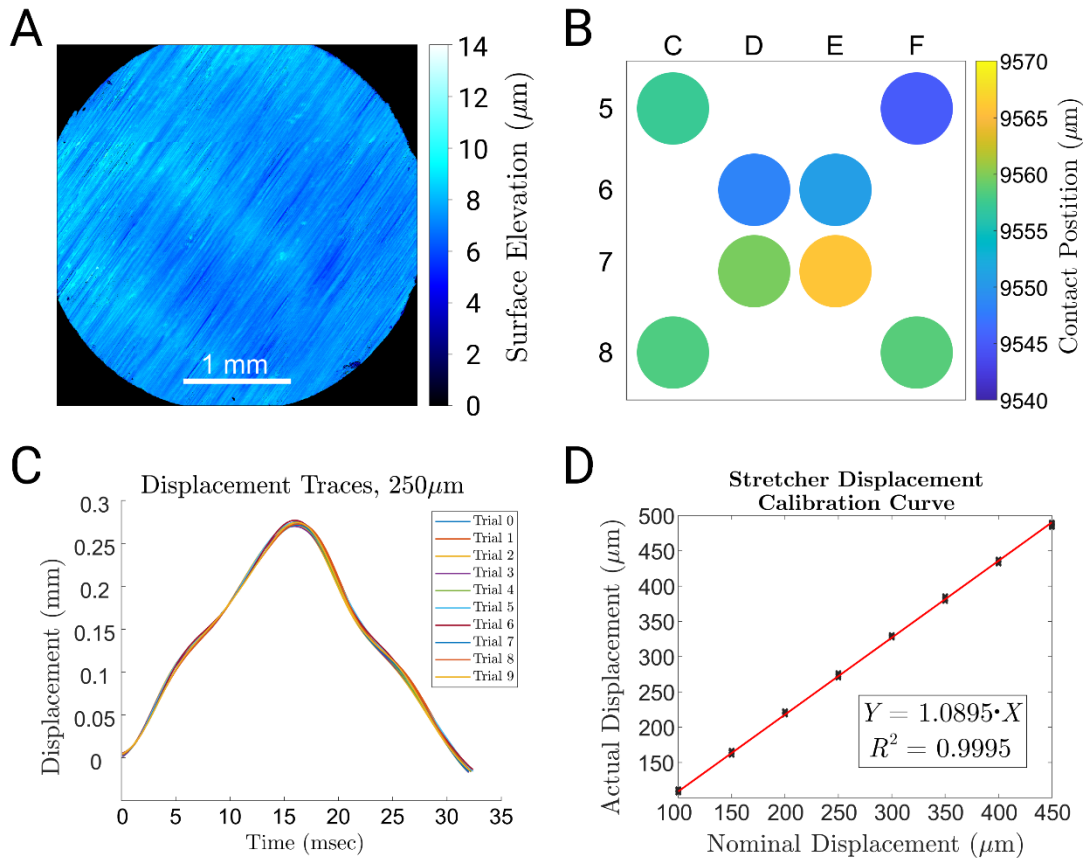 A
14
12
10
8
6
4
2
0
Surface Elevation (μm)
1 mm
B
C D E F
5
6
7
8
9570
9565
9560
9555
9550
9545
9540
Contact Postition (μm)
C
Displacement Traces, 250μm
0.3
0.25
0.2
0.15
0.1
0.05
0
Displacement (mm)
0 5 10 15 20 25 30 35
Time (msec)
Trial 0
Trial 1
Trial 2
Trial 3
Trial 4
Trial 5
Trial 6
Trial 7
Trial 8
Trial 9
D
Stretcher Displacement
Calibration Curve
500
450
400
350
300
250
200
150
Actual Displacement (μm)
Y = 1.0895·X
R² = 0.9995
100 150 200 250 300 350 400 450
Nominal Displacement (μm)